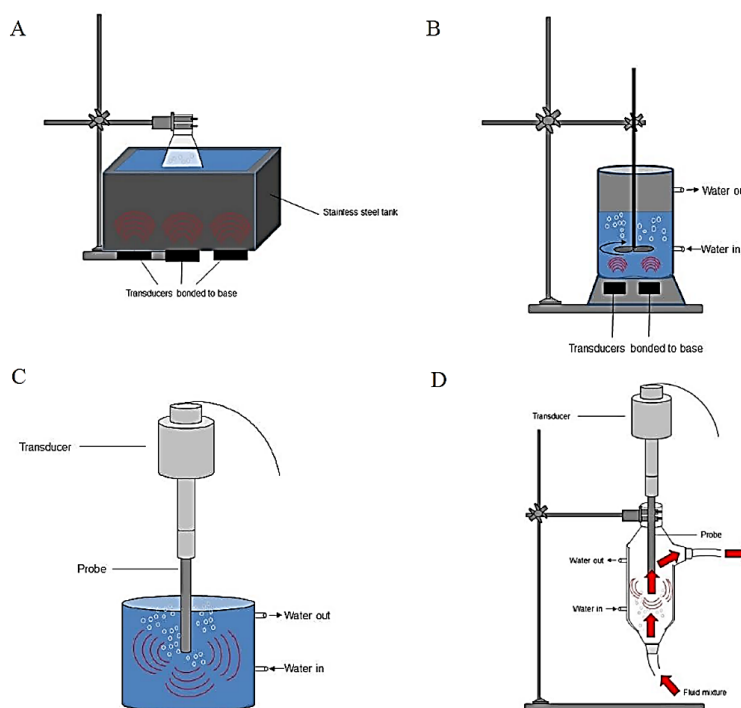 A
Stainless steel tank
Transducers bonded to base
B
Water ou
Water in
Transducers bonded to base
C
Transducer
Probe
Water out
Water in
D
Transducer
Probe
Water out
Water in
Fluid mixture